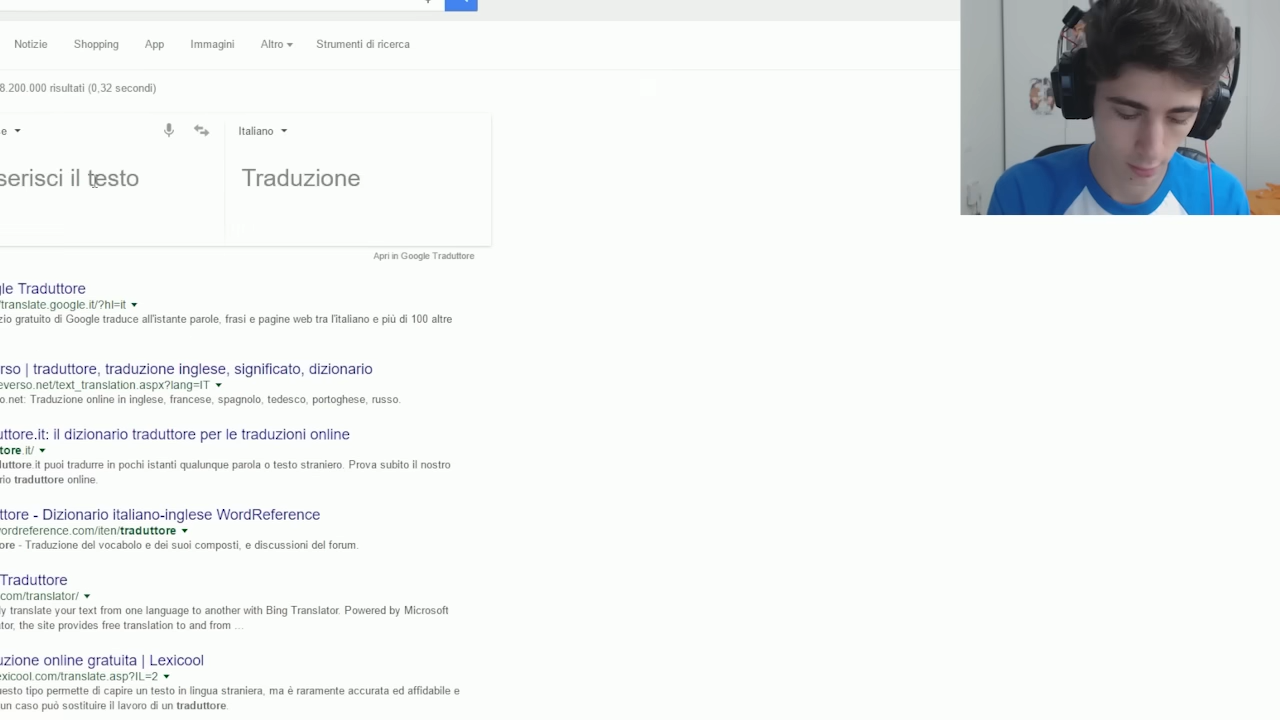 Notizie Shopping App Immagini Altro Strumenti di ricerca
8.200.000 risultati (0,32 secondi)
e Italiano
serisci il testo Traduzione
Apri in Google Traduttore
gle Traduttore
/translate.google.it/?hl=it
zio gratuito di Google traduce all'istante parole, frasi e pagine web tra l'italiano e più di 100 altre
rso | traduttore, traduzione inglese, significato, dizionario
everso.net/text_translation.aspx?lang=IT
o.net: Traduzione online in inglese, francese, spagnolo, tedesco, portoghese, russo.
uttore.it: il dizionario traduttore per le traduzioni online
tore.it/
duttore.it puoi tradurre in pochi istanti qualunque parola o testo straniero. Prova subito il nostro
rio traduttore online.
ttore - Dizionario italiano-inglese WordReference
wordreference.com/iten/traduttore
ore - Traduzione del vocabolo e dei suoi composti, e discussioni del forum.
Traduttore
.com/translator/
ly translate your text from one language to another with Bing Translator. Powered by Microsoft
ator, the site provides free translation to and from ...
uzione online gratuita | Lexicool
exicool.com/translate.asp?IL=2
uesto tipo permette di capire un testo in lingua straniera, ma è raramente accurata ed affidabile e
un caso può sostituire il lavoro di un traduttore.